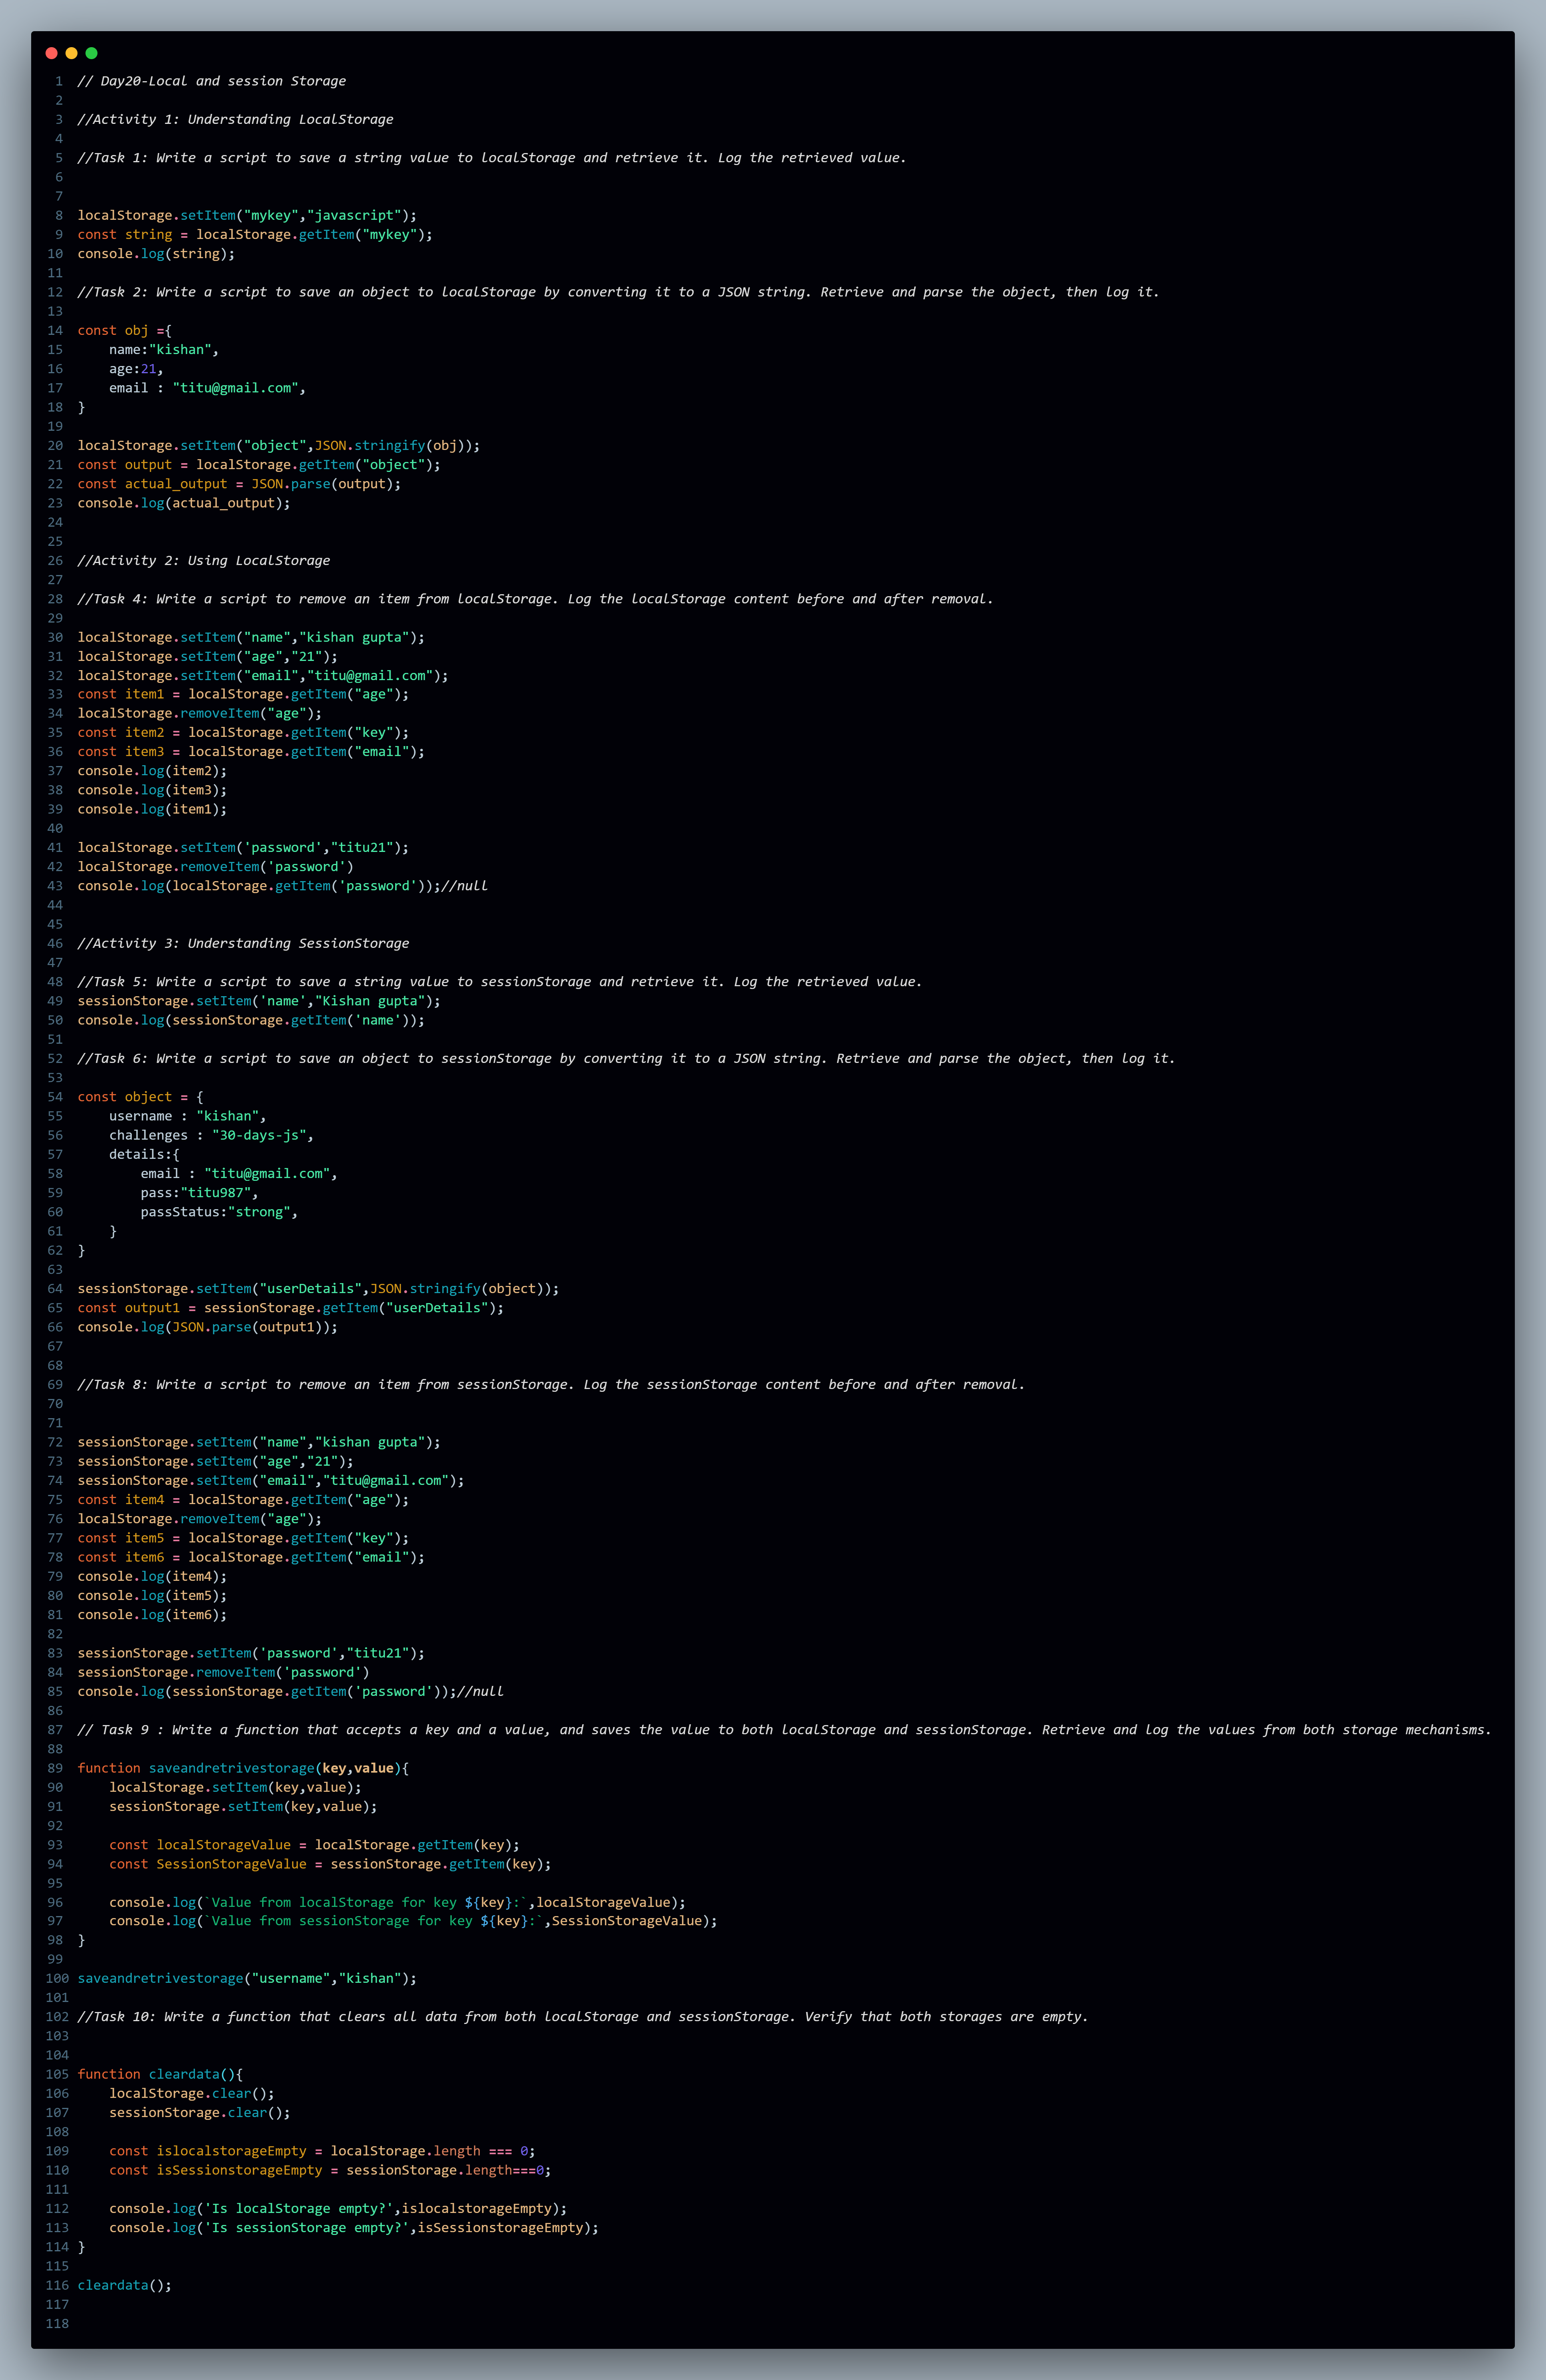 1 // Day20-Local and session Storage
2
3 //Activity 1: Understanding LocalStorage
4
5 //Task 1: Write a script to save a string value to localStorage and retrieve it. Log the retrieved value.
6
7
8 localStorage.setItem("mykey","javascript");
9 const string = localStorage.getItem("mykey");
10 console.log(string);
11
12 //Task 2: Write a script to save an object to localStorage by converting it to a JSON string. Retrieve and parse the object, then log it.
13
14 const obj ={
15     name:"kishan",
16     age:21,
17     email : "titu@gmail.com",
18 }
19
20 localStorage.setItem("object",JSON.stringify(obj));
21 const output = localStorage.getItem("object");
22 const actual_output = JSON.parse(output);
23 console.log(actual_output);
24
25
26 //Activity 2: Using LocalStorage
27
28 //Task 4: Write a script to remove an item from localStorage. Log the localStorage content before and after removal.
29
30 localStorage.setItem("name","kishan gupta");
31 localStorage.setItem("age","21");
32 localStorage.setItem("email","titu@gmail.com");
33 const item1 = localStorage.getItem("age");
34 localStorage.removeItem("age");
35 const item2 = localStorage.getItem("key");
36 const item3 = localStorage.getItem("email");
37 console.log(item2);
38 console.log(item3);
39 console.log(item1);
40
41 localStorage.setItem('password',"titu21");
42 localStorage.removeItem('password')
43 console.log(localStorage.getItem('password'));//null
44
45
46 //Activity 3: Understanding SessionStorage
47
48 //Task 5: Write a script to save a string value to sessionStorage and retrieve it. Log the retrieved value.
49 sessionStorage.setItem('name',"Kishan gupta");
50 console.log(sessionStorage.getItem('name'));
51
52 //Task 6: Write a script to save an object to sessionStorage by converting it to a JSON string. Retrieve and parse the object, then log it.
53
54 const object = {
55     username : "kishan",
56     challenges : "30-days-js",
57     details:{
58         email : "titu@gmail.com",
59         pass:"titu987",
60         passStatus:"strong",
61     }
62 }
63
64 sessionStorage.setItem("userDetails",JSON.stringify(object));
65 const output1 = sessionStorage.getItem("userDetails");
66 console.log(JSON.parse(output1));
67
68
69 //Task 8: Write a script to remove an item from sessionStorage. Log the sessionStorage content before and after removal.
70
71
72 sessionStorage.setItem("name","kishan gupta");
73 sessionStorage.setItem("age","21");
74 sessionStorage.setItem("email","titu@gmail.com");
75 const item4 = localStorage.getItem("age");
76 localStorage.removeItem("age");
77 const item5 = localStorage.getItem("key");
78 const item6 = localStorage.getItem("email");
79 console.log(item4);
80 console.log(item5);
81 console.log(item6);
82
83 sessionStorage.setItem('password',"titu21");
84 sessionStorage.removeItem('password')
85 console.log(sessionStorage.getItem('password'));//null
86
87 // Task 9 : Write a function that accepts a key and a value, and saves the value to both localStorage and sessionStorage. Retrieve and log the values from both storage mechanisms.
88
89 function saveandretrivestorage(key,value){
90     localStorage.setItem(key,value);
91     sessionStorage.setItem(key,value);
92
93     const localStorageValue = localStorage.getItem(key);
94     const SessionStorageValue = sessionStorage.getItem(key);
95
96     console.log(`Value from localStorage for key ${key}:`,localStorageValue);
97     console.log(`Value from sessionStorage for key ${key}:`,SessionStorageValue);
98 }
99
100 saveandretrivestorage("username","kishan");
101
102 //Task 10: Write a function that clears all data from both localStorage and sessionStorage. Verify that both storages are empty.
103
104
105 function cleardata(){
106     localStorage.clear();
107     sessionStorage.clear();
108
109     const islocalstorageEmpty = localStorage.length === 0;
110     const isSessionstorageEmpty = sessionStorage.length===0;
111
112     console.log('Is localStorage empty?',islocalstorageEmpty);
113     console.log('Is sessionStorage empty?',isSessionstorageEmpty);
114 }
115
116 cleardata();
117
118